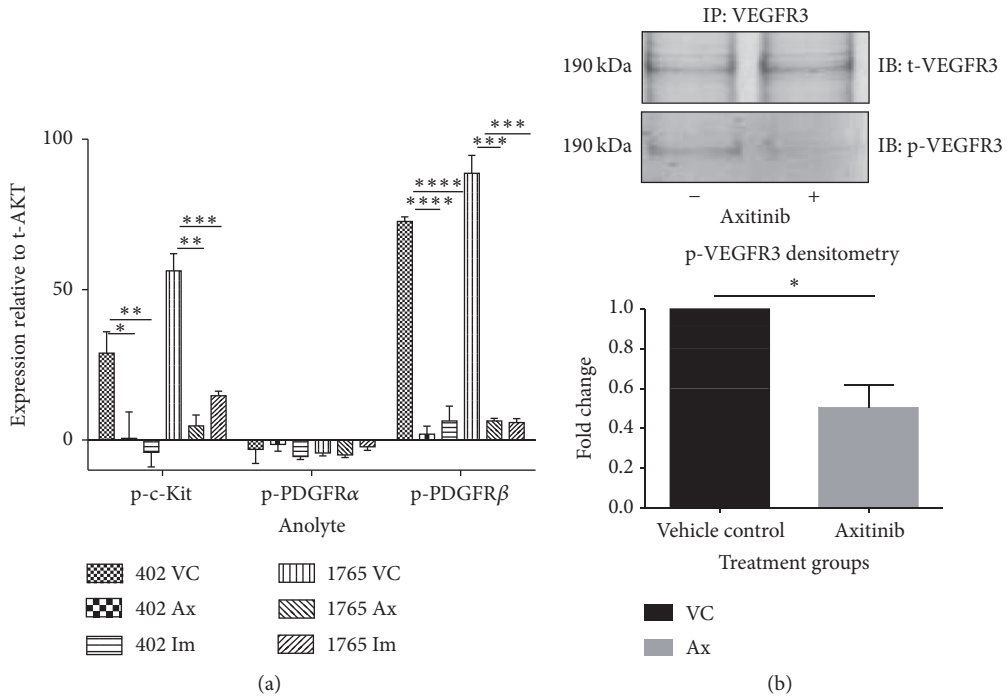 100
50
0
Expression relative to t-AKT
**
*
***
**
****
****
***
***
p-c-Kit
p-PDGFRα
p-PDGFRβ
Anolyte
402 VC
402 Ax
402 Im
1765 VC
1765 Ax
1765 Im
(a)
IP: VEGFR3
190 kDa
IB: t-VEGFR3
190 kDa
IB: p-VEGFR3
− +
Axitinib
p-VEGFR3 densitometry
*
1.0
0.8
0.6
0.4
0.2
0.0
Fold change
Vehicle control
Axitinib
Treatment groups
VC
Ax
(b)